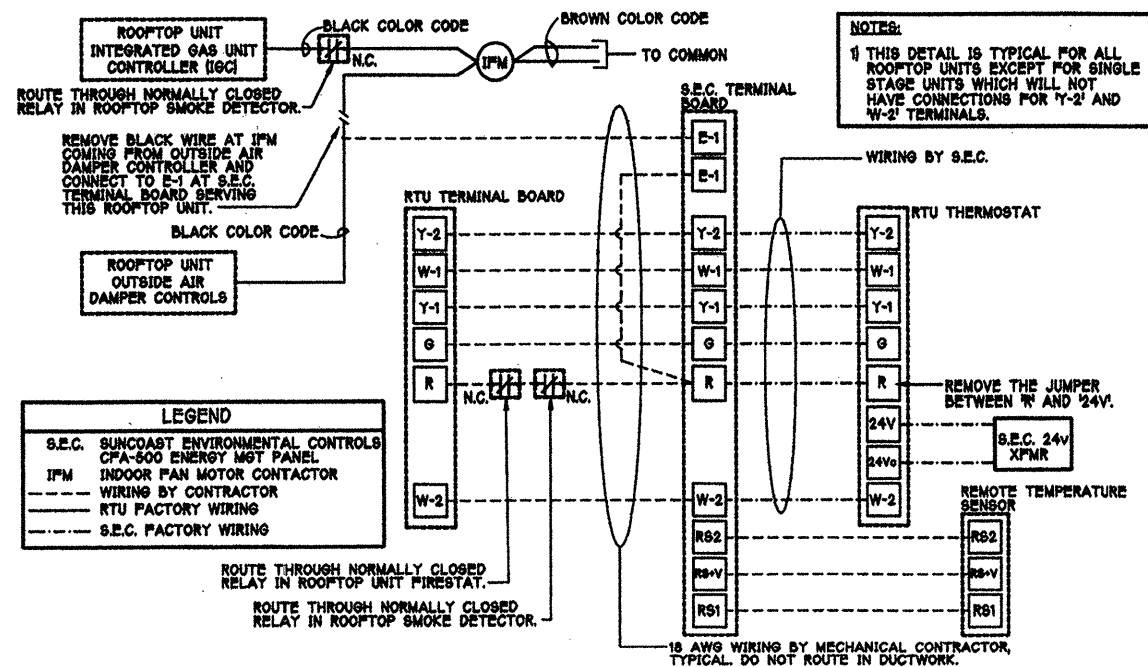 ROOFTOP UNIT
INTEGRATED GAS UNIT
CONTROLLER (IGC)
BLACK COLOR CODE
N.C.
IFM
BROWN COLOR CODE
TO COMMON
ROUTE THROUGH NORMALLY CLOSED
RELAY IN ROOFTOP SMOKE DETECTOR.
REMOVE BLACK WIRE AT IFM
COMING FROM OUTSIDE AIR
DAMPER CONTROLLER AND
CONNECT TO E-1 AT S.E.C.
TERMINAL BOARD SERVING
THIS ROOFTOP UNIT.
BLACK COLOR CODE
ROOFTOP UNIT
OUTSIDE AIR
DAMPER CONTROLS
NOTES:
1) THIS DETAIL IS TYPICAL FOR ALL
ROOFTOP UNITS EXCEPT FOR SINGLE
STAGE UNITS WHICH WILL NOT
HAVE CONNECTIONS FOR 'Y-2' AND
'W-2' TERMINALS.
RTU TERMINAL BOARD
Y-2
W-1
Y-1
G
R
W-2
N.C.
N.C.
S.E.C. TERMINAL
BOARD
E-1
E-1
Y-2
W-1
Y-1
G
R
W-2
RS2
RS+V
RS1
WIRING BY S.E.C.
RTU THERMOSTAT
Y-2
W-1
Y-1
G
R
24V
24Vc
W-2
REMOVE THE JUMPER
BETWEEN 'R' AND '24V'.
S.E.C. 24v
XFMR
REMOTE TEMPERATURE
SENSOR
RS2
RS+V
RS1
LEGEND
S.E.C. SUNCOAST ENVIRONMENTAL CONTROLS
CFA-500 ENERGY MGT PANEL
IFM INDOOR FAN MOTOR CONTACTOR
WIRING BY CONTRACTOR
RTU FACTORY WIRING
S.E.C. FACTORY WIRING
ROUTE THROUGH NORMALLY CLOSED
RELAY IN ROOFTOP UNIT FIRESTAT.
ROUTE THROUGH NORMALLY CLOSED
RELAY IN ROOFTOP SMOKE DETECTOR.
18 AWG WIRING BY MECHANICAL CONTRACTOR,
TYPICAL. DO NOT ROUTE IN DUCTWORK.